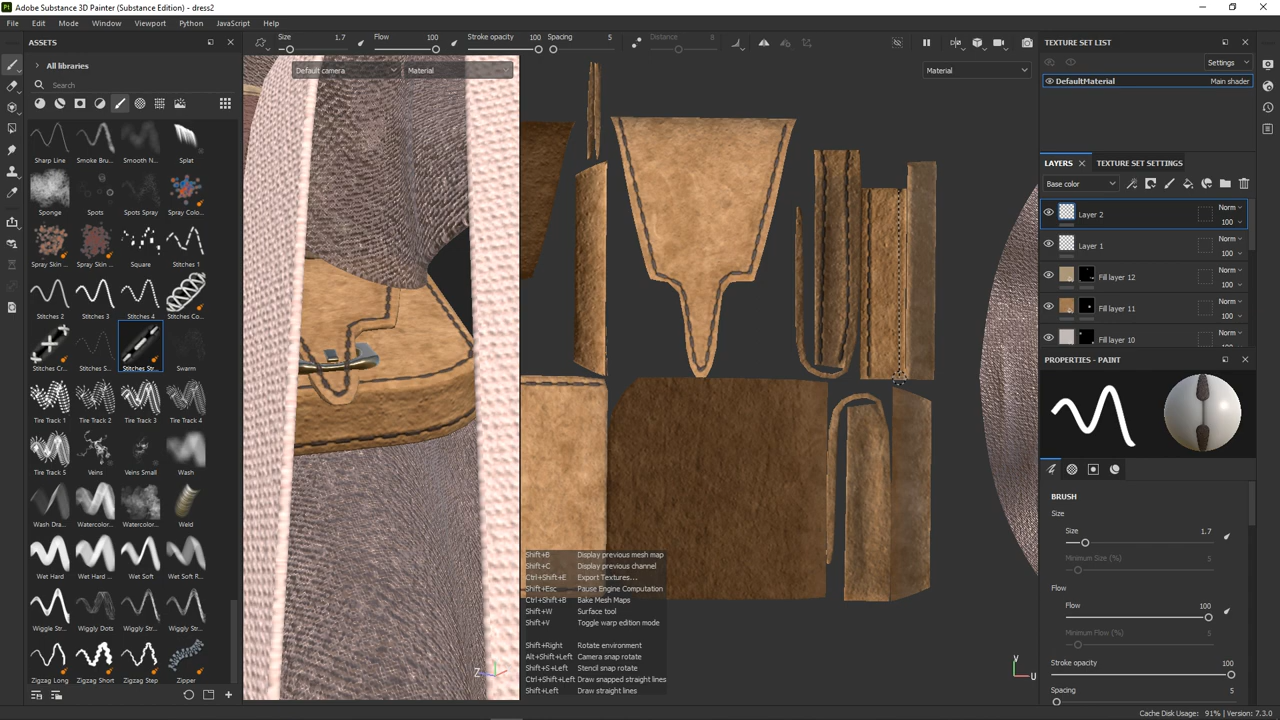 Adobe Substance 3D Painter (Substance Edition) - dress2
File Edit Mode Window Viewport Python JavaScript Help
ASSETS
All libraries
Search
Sharp Line Smoke Bru... Smooth N... Splat
Sponge Spots Spots Spray Spray Colo...
Spray Skin ... Spray Skin ... Square Stitches 1
Stitches 2 Stitches 3 Stitches 4 Stitches Co...
Stitches Cr... Stitches S... Stitches Str... Swarm
Tire Track 1 Tire Track 2 Tire Track 3 Tire Track 4
Tire Track 5 Veins Veins Small Wash
Wash Dra... Watercolor... Watercolor... Weld
Wet Hard Wet Hard ... Wet Soft Wet Soft R...
Wiggle Str... Wiggly Dots Wiggly Str... Wiggly Str...
Zigzag Long Zigzag Short Zigzag Step Zipper
Size 1.7 Flow 100 Stroke opacity 100 Spacing 5 Distance 8
Default camera Material
Material
Shift+B Display previous mesh map
Shift+C Display previous channel
Ctrl+Shift+E Export Textures...
Shift+Esc Pause Engine Computation
Ctrl+Shift+B Bake Mesh Maps
Shift+W Surface tool
Shift+V Toggle warp edition mode
Shift+Right Rotate environment
Alt+Shift+Left Camera snap rotate
Shift+S+Left Stencil snap rotate
Ctrl+Shift+Left Draw snapped straight lines
Shift+Left Draw straight lines
Z
V
U
TEXTURE SET LIST
Settings
DefaultMaterial Main shader
LAYERS TEXTURE SET SETTINGS
Base color
Layer 2 Norm 100
Layer 1 Norm 100
Fill layer 12 Norm 100
Fill layer 11 Norm 100
Fill layer 10 Norm
PROPERTIES - PAINT
BRUSH
Size
Size 1.7
Minimum Size (%) 5
Flow
Flow 100
Minimum Flow (%) 5
Stroke opacity 100
Spacing 5
Cache Disk Usage: 91% | Version: 7.3.0